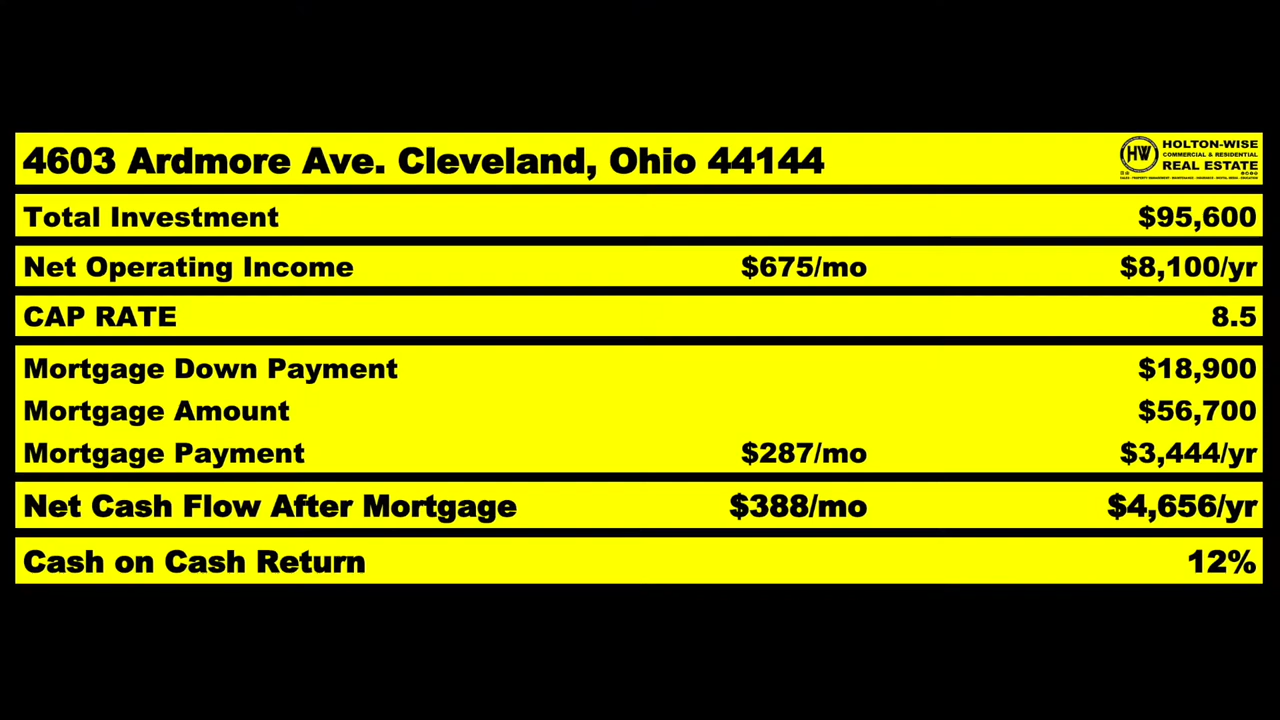 4603 Ardmore Ave. Cleveland, Ohio 44144
HW
HOLTON-WISE
COMMERCIAL & RESIDENTIAL
REAL ESTATE
Total Investment $95,600
Net Operating Income $675/mo $8,100/yr
CAP RATE 8.5
Mortgage Down Payment $18,900
Mortgage Amount $56,700
Mortgage Payment $287/mo $3,444/yr
Net Cash Flow After Mortgage $388/mo $4,656/yr
Cash on Cash Return 12%